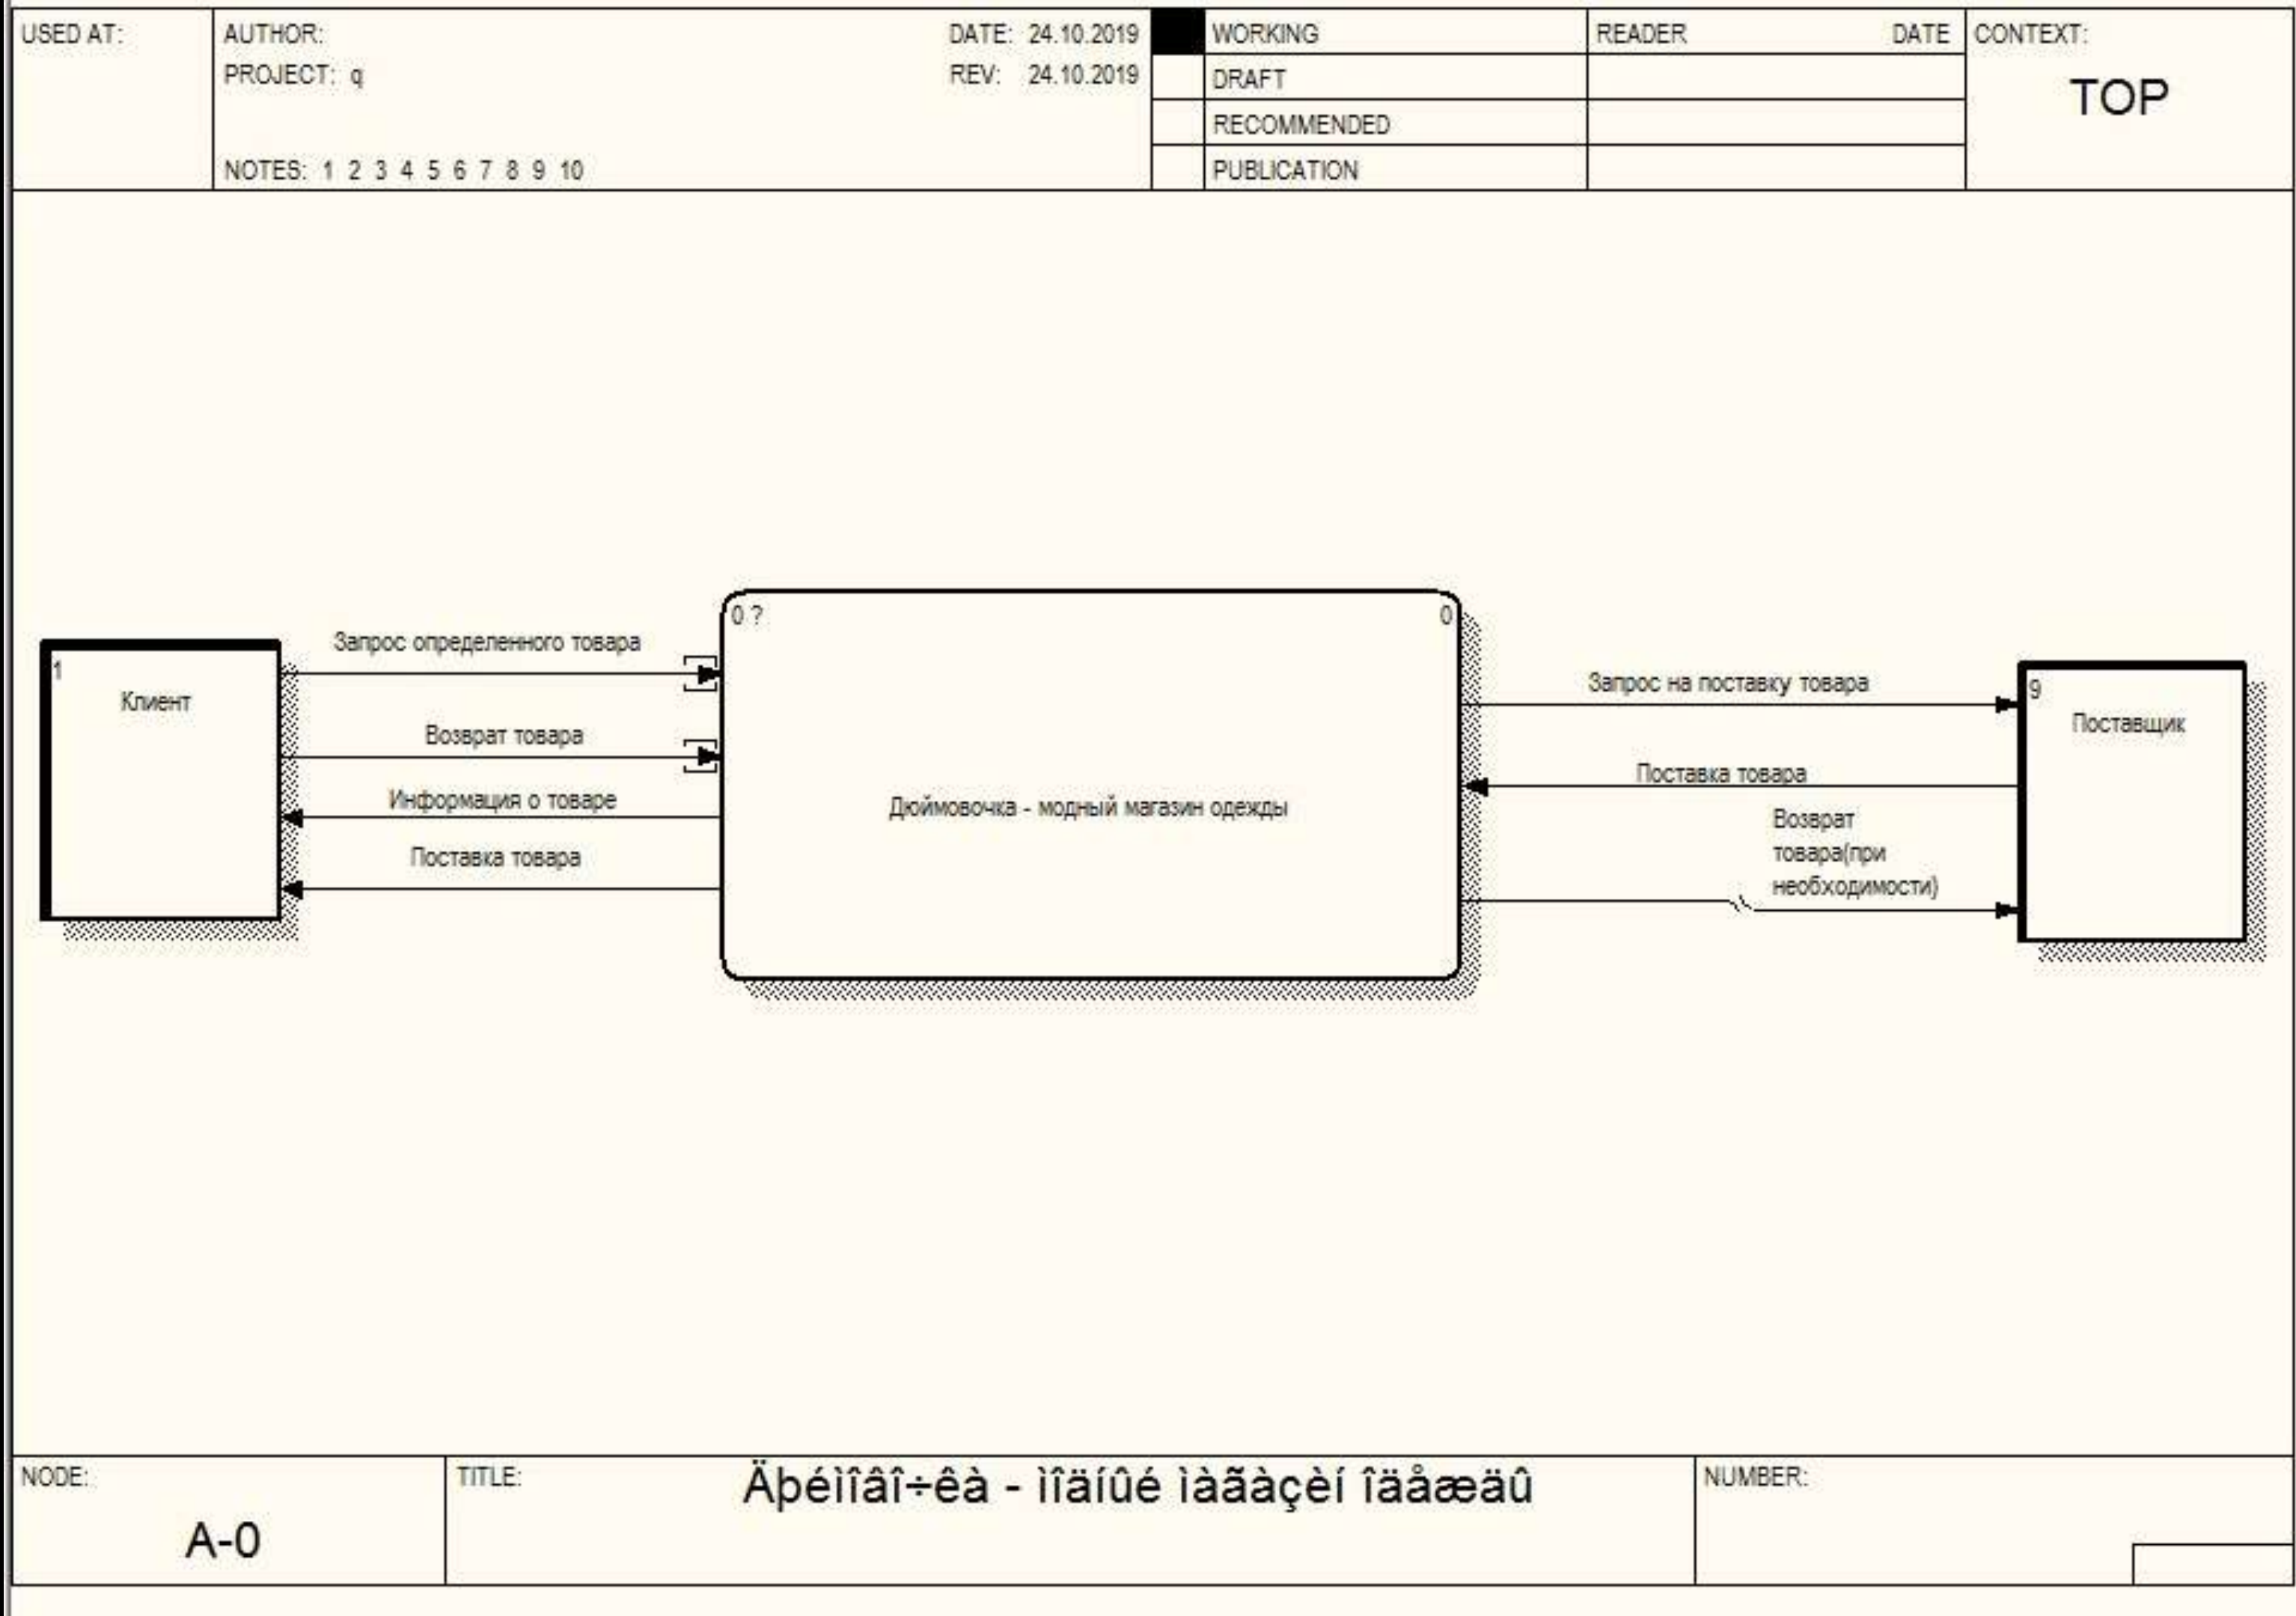 USED AT:
AUTHOR:
DATE: 24.10.2019
WORKING
READER DATE
CONTEXT:
PROJECT: q
REV: 24.10.2019
DRAFT
TOP
RECOMMENDED
NOTES: 1 2 3 4 5 6 7 8 9 10
PUBLICATION
0 ?
0
Запрос определенного товара
1
Клиент
Запрос на поставку товара
9
Поставщик
Возврат товара
Поставка товара
Информация о товаре
Дюймовочка - модный магазин одежды
Возврат
товара(при
необходимости)
Поставка товара
NODE:
A-0
TITLE:
Äþéìîâî÷êà - ìîäíûé ìàãàçèí îäåæäû
NUMBER: